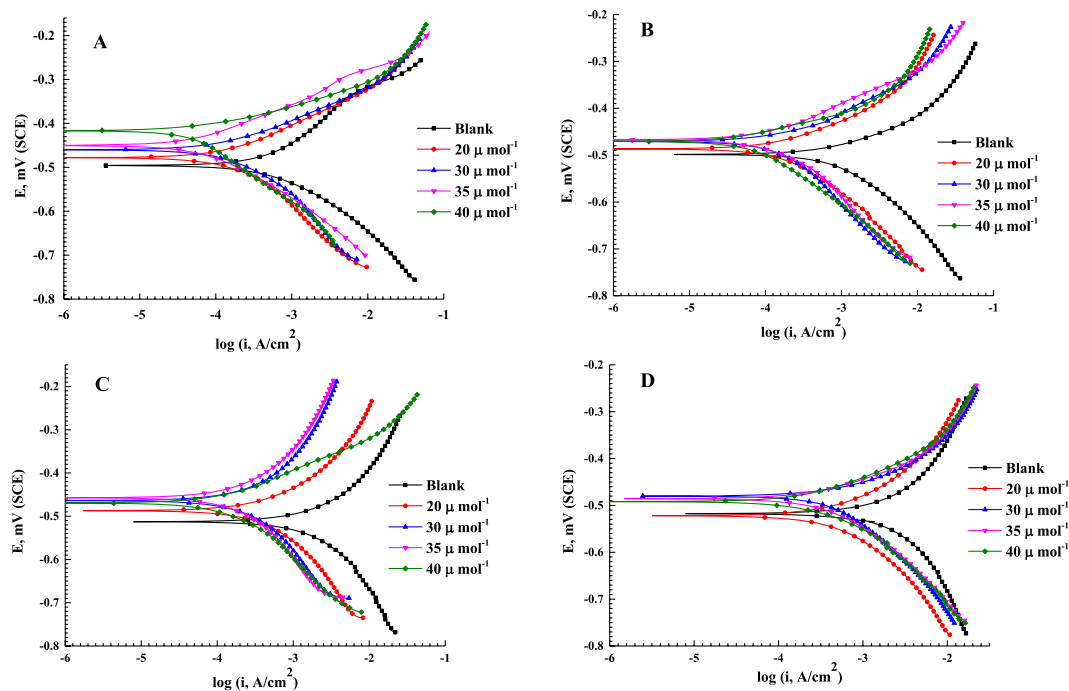 A
-0.2
-0.3
-0.4
-0.5
-0.6
-0.7
-0.8
E, mV (SCE)
Blank
20 μ mol-1
30 μ mol-1
35 μ mol-1
40 μ mol-1
-6 -5 -4 -3 -2 -1
log (i, A/cm2)
B
-0.2
-0.3
-0.4
-0.5
-0.6
-0.7
-0.8
E, mV (SCE)
Blank
20 μ mol-1
30 μ mol-1
35 μ mol-1
40 μ mol-1
-6 -5 -4 -3 -2 -1
log (i, A/cm2)
C
-0.2
-0.3
-0.4
-0.5
-0.6
-0.7
-0.8
E, mV (SCE)
Blank
20 μ mol-1
30 μ mol-1
35 μ mol-1
40 μ mol-1
-6 -5 -4 -3 -2 -1
log (i, A/cm2)
D
-0.2
-0.3
-0.4
-0.5
-0.6
-0.7
-0.8
E, mV (SCE)
Blank
20 μ mol-1
30 μ mol-1
35 μ mol-1
40 μ mol-1
-6 -5 -4 -3 -2
log (i, A/cm2)